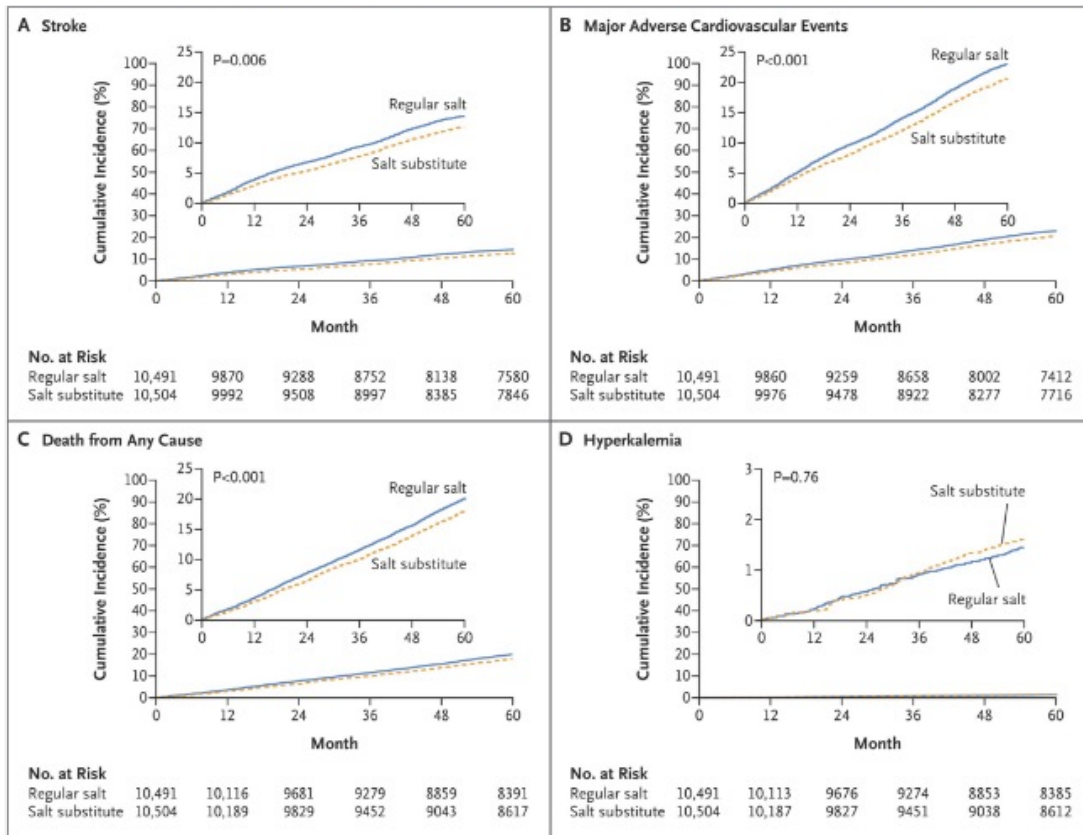 A Stroke
P=0.006
Cumulative Incidence (%)
100
90
80
70
60
50
40
30
20
10
0
25
20
15
10
5
0
Regular salt
Salt substitute
0 12 24 36 48 60
0 12 24 36 48 60
Month
No. at Risk
Regular salt 10,491 9870 9288 8752 8138 7580
Salt substitute 10,504 9992 9508 8997 8385 7846
B Major Adverse Cardiovascular Events
P<0.001
Cumulative Incidence (%)
100
90
80
70
60
50
40
30
20
10
0
25
20
15
10
5
0
Regular salt
Salt substitute
0 12 24 36 48 60
0 12 24 36 48 60
Month
No. at Risk
Regular salt 10,491 9860 9259 8658 8002 7412
Salt substitute 10,504 9976 9478 8922 8277 7716
C Death from Any Cause
P<0.001
Cumulative Incidence (%)
100
90
80
70
60
50
40
30
20
10
0
25
20
15
10
5
0
Regular salt
Salt substitute
0 12 24 36 48 60
0 12 24 36 48 60
Month
No. at Risk
Regular salt 10,491 10,116 9681 9279 8859 8391
Salt substitute 10,504 10,189 9829 9452 9043 8617
D Hyperkalemia
P=0.76
Cumulative Incidence (%)
100
90
80
70
60
50
40
30
20
10
0
3
2
1
0
Salt substitute
Regular salt
0 12 24 36 48 60
0 12 24 36 48 60
Month
No. at Risk
Regular salt 10,491 10,113 9676 9274 8853 8385
Salt substitute 10,504 10,187 9827 9451 9038 8612